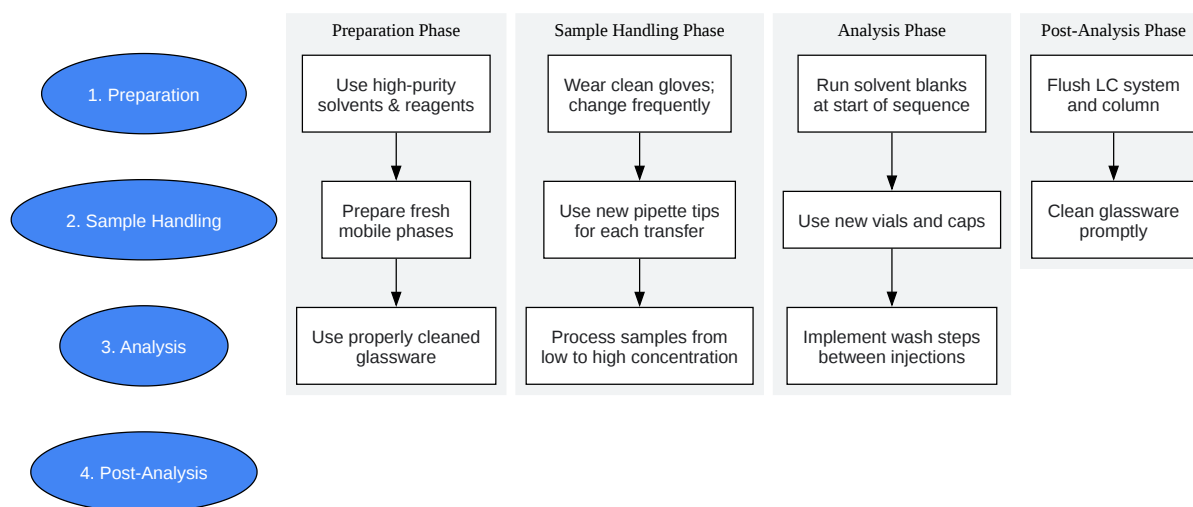 1. Preparation
2. Sample Handling
3. Analysis
4. Post-Analysis
Preparation Phase
Use high-purity
solvents & reagents
Prepare fresh
mobile phases
Use properly cleaned
glassware
Sample Handling Phase
Wear clean gloves;
change frequently
Use new pipette tips
for each transfer
Process samples from
low to high concentration
Analysis Phase
Run solvent blanks
at start of sequence
Use new vials and caps
Implement wash steps
between injections
Post-Analysis Phase
Flush LC system
and column
Clean glassware
promptly